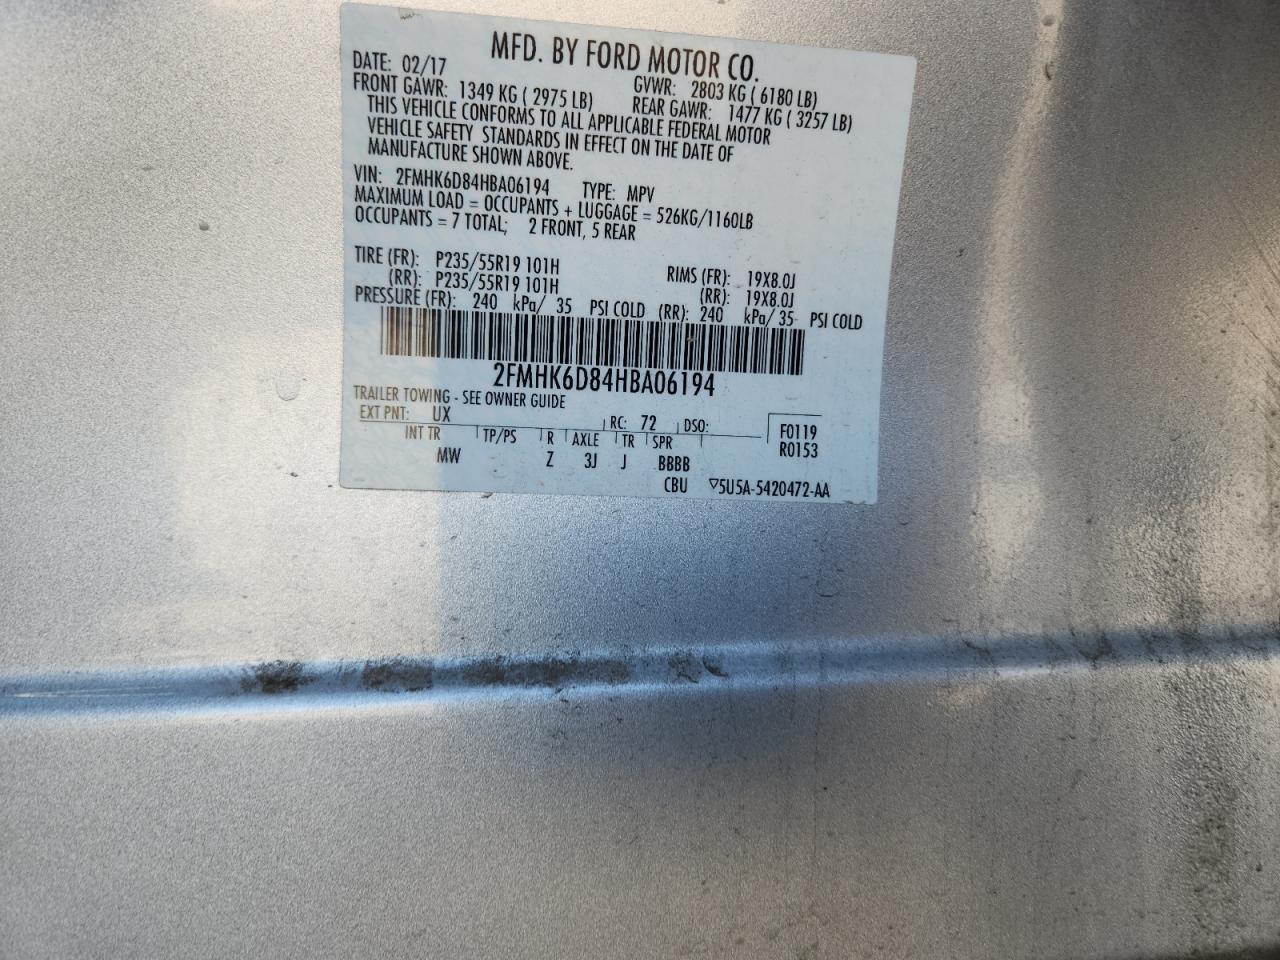 MFD. BY FORD MOTOR CO.
DATE: 02/17 GVWR: 2803 KG ( 6180 LB)
FRONT GAWR: 1349 KG ( 2975 LB) REAR GAWR: 1477 KG ( 3257 LB)
THIS VEHICLE CONFORMS TO ALL APPLICABLE FEDERAL MOTOR
VEHICLE SAFETY STANDARDS IN EFFECT ON THE DATE OF
MANUFACTURE SHOWN ABOVE.
VIN: 2FMHK6D84HBA06194 TYPE: MPV
MAXIMUM LOAD = OCCUPANTS + LUGGAGE = 526KG/1160LB
OCCUPANTS = 7 TOTAL; 2 FRONT, 5 REAR
TIRE (FR): P235/55R19 101H RIMS (FR): 19X8.0J
(RR): P235/55R19 101H (RR): 19X8.0J
PRESSURE (FR): 240 kPa/ 35 PSI COLD (RR): 240 kPa/ 35 PSI COLD
2FMHK6D84HBA06194
TRAILER TOWING - SEE OWNER GUIDE
EXT PNT: UX RC: 72 DSO: F0119
INT TR TP/PS R AXLE TR SPR R0153
MW Z 3J J BBBB
CBU ▽5U5A-5420472-AA